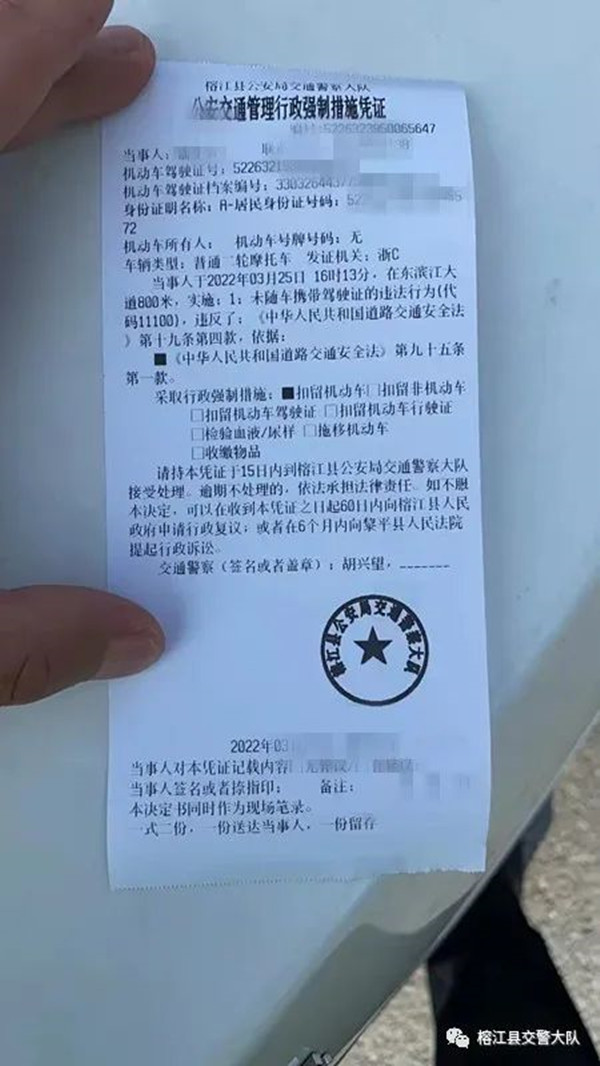 榕江县公安局交通警察大队
公安交通管理行政强制措施凭证
编号:5226323950065647
当事人:
机动车驾驶证号: 522632
机动车驾驶证档案编号: 33032644377
身份证明名称: A-居民身份证号码: 522
72
机动车所有人: 机动车号牌号码: 无
车辆类型: 普通二轮摩托车 发证机关: 浙C
当事人于2022年03月25日 16时13分, 在东滨江大
道800米, 实施: 1: 未随车携带驾驶证的违法行为(代
码11100), 违反了: 《中华人民共和国道路交通安全法
》第十九条第四款, 依据:
■《中华人民共和国道路交通安全法》第九十五条
第一款。
采取行政强制措施: ■扣留机动车□扣留非机动车
□扣留机动车驾驶证 □扣留机动车行驶证
□检验血液/尿样 □拖移机动车
□收缴物品
请持本凭证于15日内到榕江县公安局交通警察大队
接受处理。逾期不处理的, 依法承担法律责任。如不服
本决定, 可以在收到本凭证之日起60日内向榕江县人民
政府申请行政复议; 或者在6个月内向黎平县人民法院
提起行政诉讼。
交通警察 (签名或者盖章) : 胡兴望,
榕江县公安局交通警察大队
2022年03
当事人对本凭证记载内容
当事人签名或者捺指印: 备注:
本决定书同时作为现场笔录。
一式二份, 一份送达当事人, 一份留存
榕江县交警大队